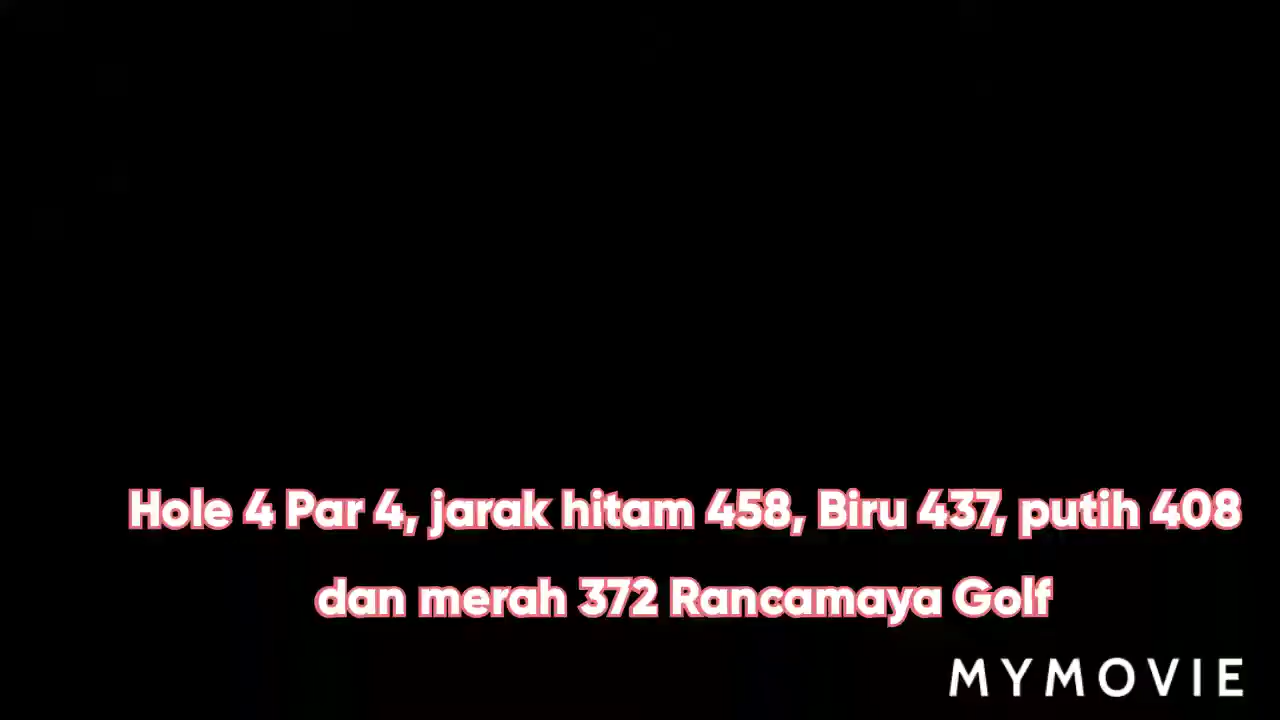 Hole 4 Par 4, jarak hitam 458, Biru 437, putih 408
dan merah 372 Rancamaya Golf
MYMOVIE